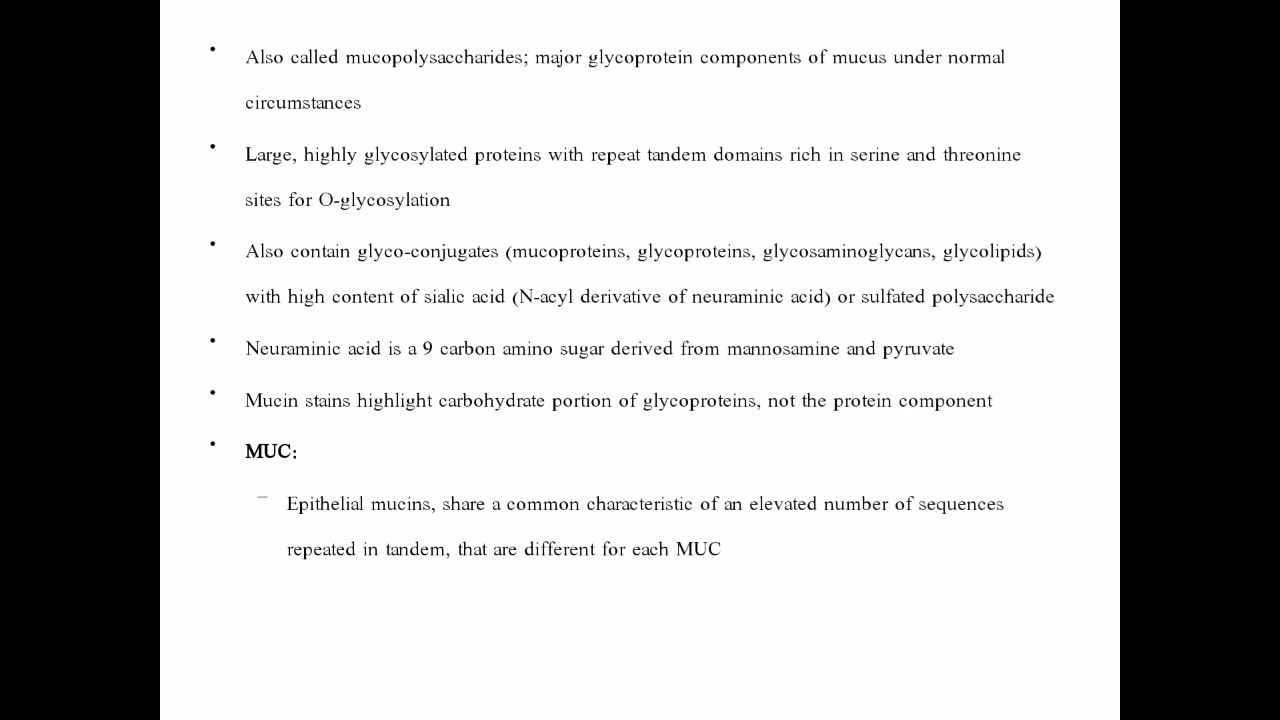 • Also called mucopolysaccharides; major glycoprotein components of mucus under normal
circumstances
• Large, highly glycosylated proteins with repeat tandem domains rich in serine and threonine
sites for O-glycosylation
• Also contain glyco-conjugates (mucoproteins, glycoproteins, glycosaminoglycans, glycolipids)
with high content of sialic acid (N-acyl derivative of neuraminic acid) or sulfated polysaccharide
• Neuraminic acid is a 9 carbon amino sugar derived from mannosamine and pyruvate
• Mucin stains highlight carbohydrate portion of glycoproteins, not the protein component
• MUC:
– Epithelial mucins, share a common characteristic of an elevated number of sequences
repeated in tandem, that are different for each MUC